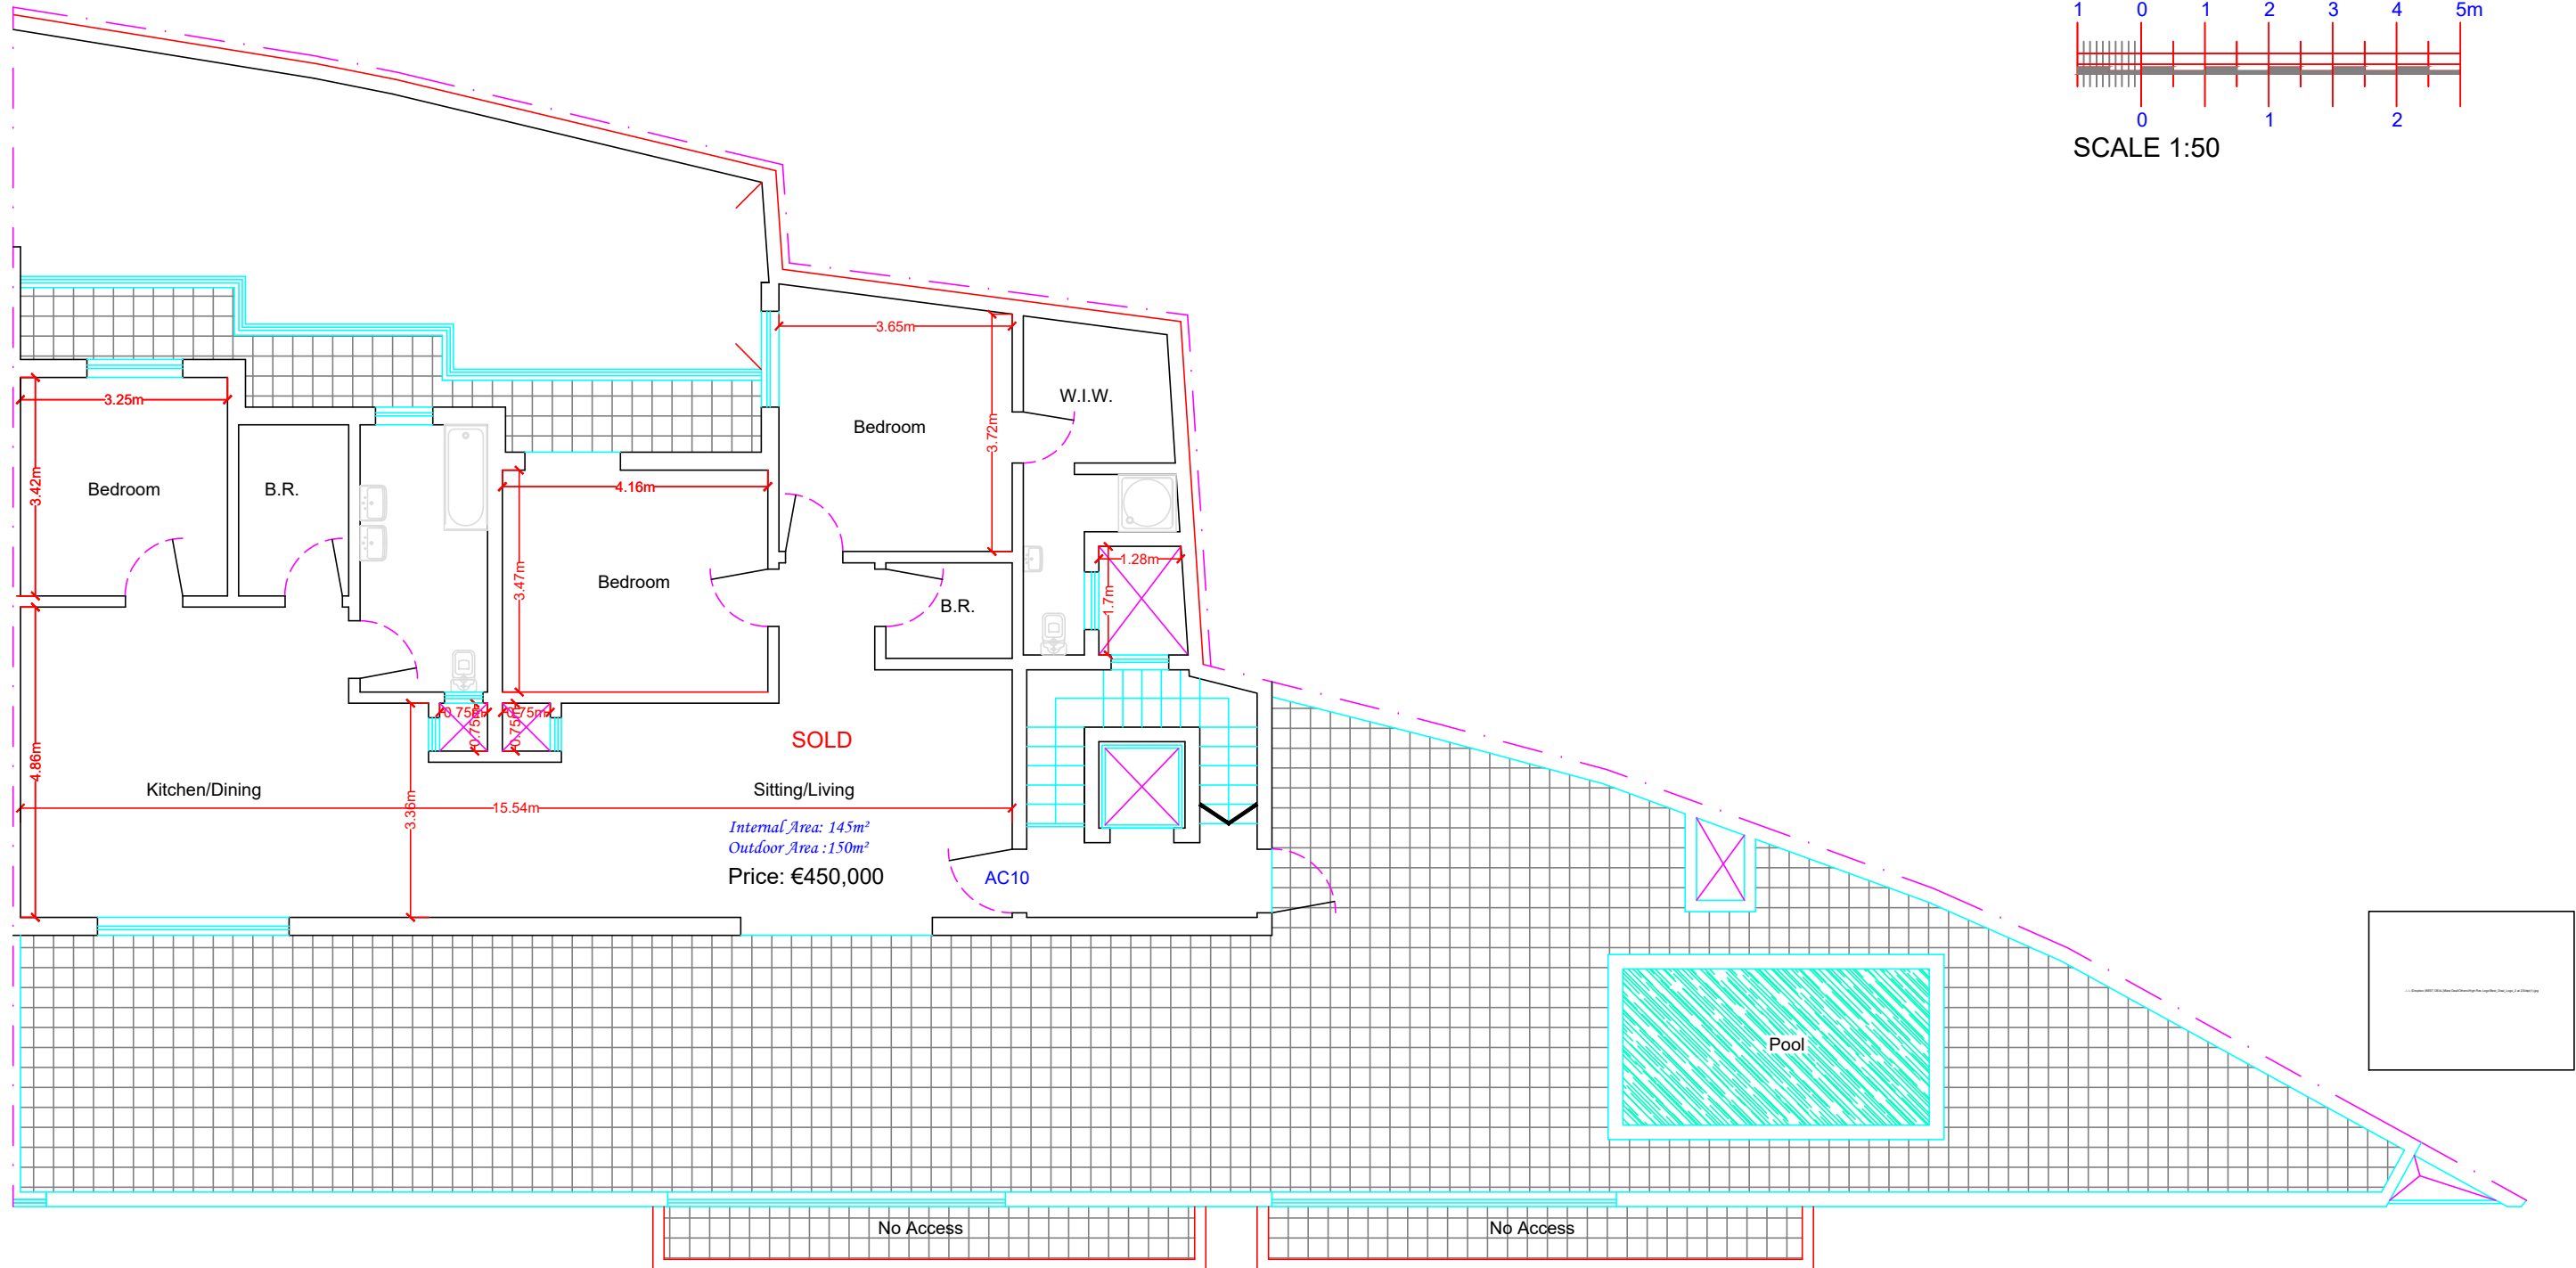 1 0 1 2 3 4 5m
0 1 2
SCALE 1:50
3.65m
W.I.W.
3.25m
Bedroom
3.72m
Bedroom
3.42m
B.R.
4.16m
1.28m
Bedroom
3.47m
1.7m
B.R.
0.75m
0.75m
0.75m
0.75m
SOLD
4.86m
Kitchen/Dining
Sitting/Living
3.36m
15.54m
Internal Area: 145m²
Outdoor Area :150m²
Price: €450,000
AC10
Pool
No Access
No Access